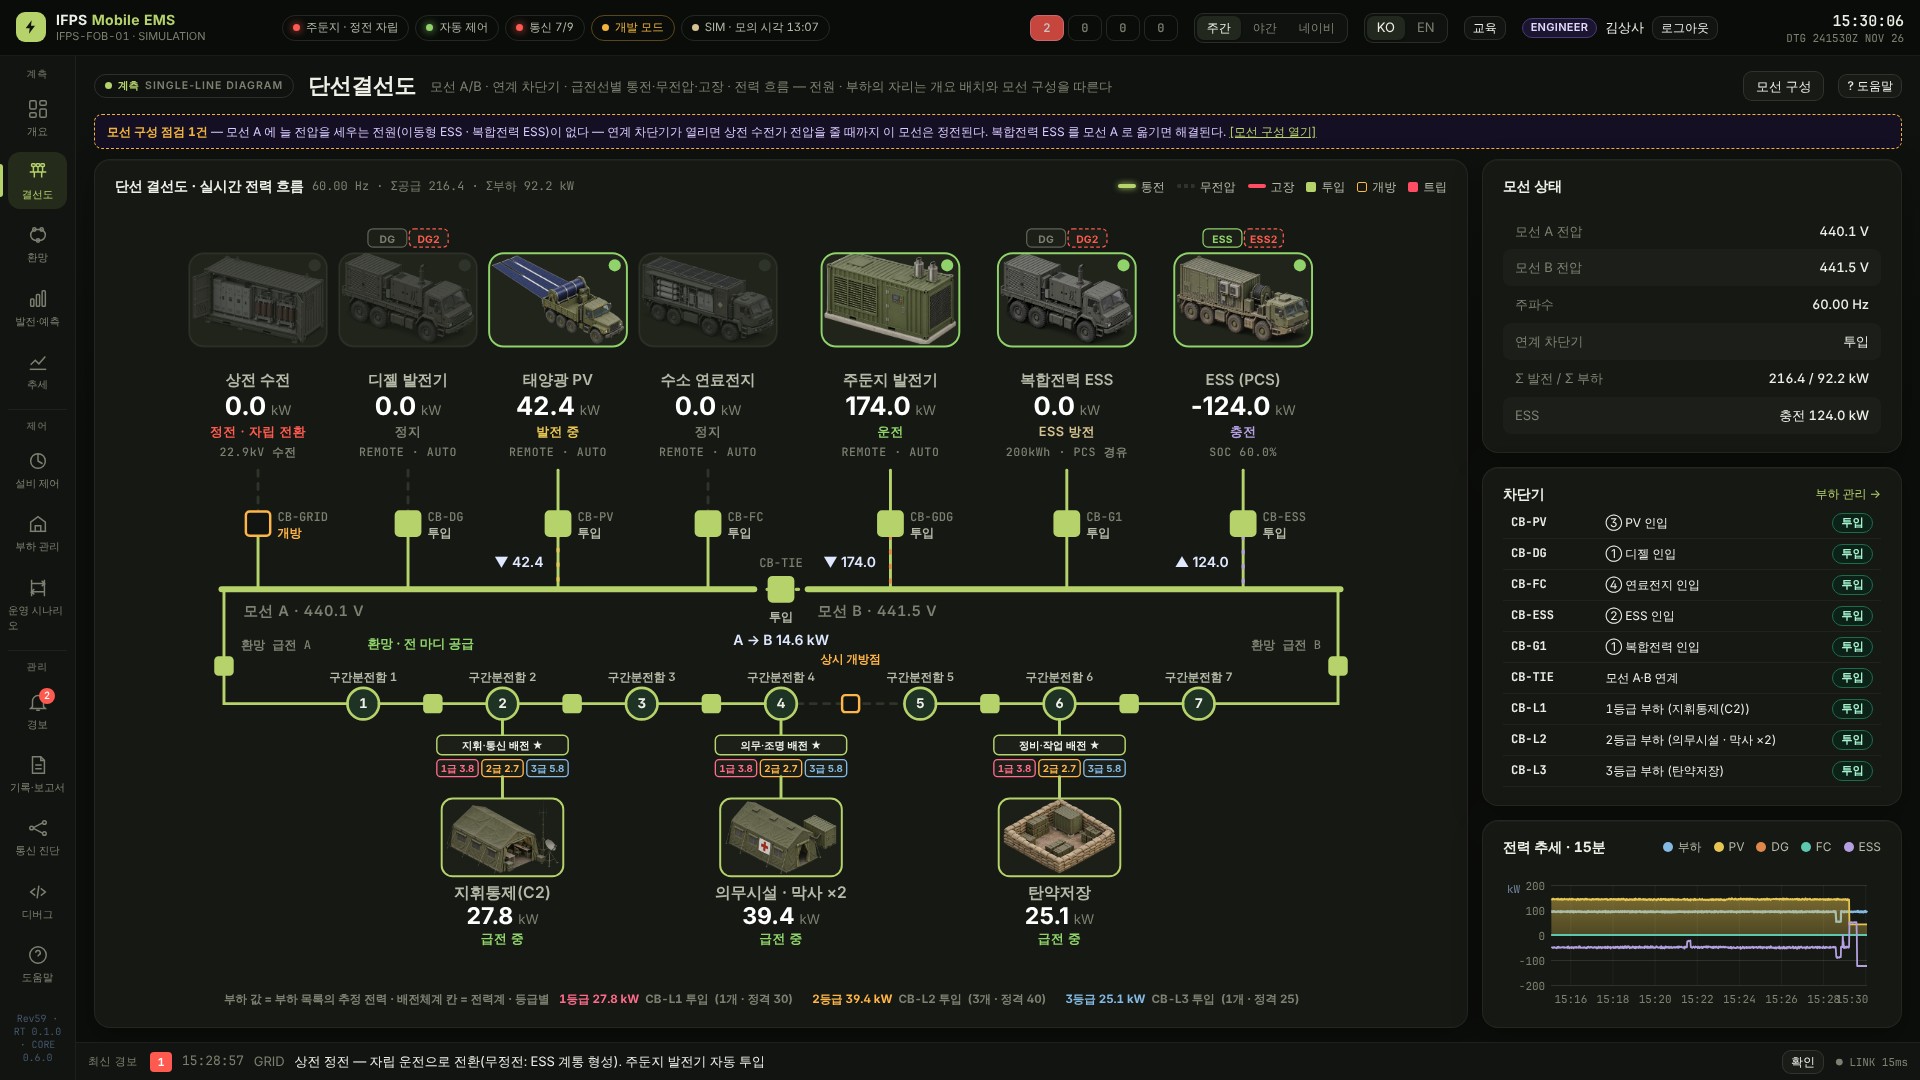 IFPS Mobile EMS
IFPS-FOB-01 · SIMULATION
주둔지 · 정전 자립
자동 제어
통신 7/9
개발 모드
SIM · 모의 시각 13:07
2 0 0 0
주간 야간 네이비
KO EN
교육
ENGINEER 김상사 로그아웃
15:30:06
DTG 241530Z NOV 26
계측 SINGLE-LINE DIAGRAM
단선결선도
모선 A/B · 연계 차단기 · 급전선별 통전·무전압·고장 · 전력 흐름 — 전원 · 부하의 자리는 개요 배치와 모선 구성을 따른다
모선 구성
? 도움말
모선 구성 점검 1건 — 모선 A 에 늘 전압을 세우는 전원(이동형 ESS · 복합전력 ESS)이 없다 — 연계 차단기가 열리면 상전 수전가 전압을 줄 때까지 이 모선은 정전된다. 복합전력 ESS 를 모선 A 로 옮기면 해결된다. [모선 구성 열기]
계측
개요
결선도
환망
발전·예측
추세
제어
설비 제어
부하 관리
운영 시나리오
관리
2
경보
기록·보고서
통신 진단
디버그
도움말
Rev59 ·
RT 0.1.0
· CORE
0.6.0
단선 결선도 · 실시간 전력 흐름 60.00 Hz · Σ공급 216.4 · Σ부하 92.2 kW
통전 무전압 고장 투입 개방 트립
DG DG2
DG DG2
ESS ESS2
상전 수전
0.0 kW
정전 · 자립 전환
22.9kV 수전
디젤 발전기
0.0 kW
정지
REMOTE · AUTO
태양광 PV
42.4 kW
발전 중
REMOTE · AUTO
수소 연료전지
0.0 kW
정지
REMOTE · AUTO
주둔지 발전기
174.0 kW
운전
REMOTE · AUTO
복합전력 ESS
0.0 kW
ESS 방전
200kWh · PCS 경유
ESS (PCS)
-124.0 kW
충전
SOC 60.0%
CB-GRID
개방
CB-DG
투입
CB-PV
투입
CB-FC
투입
CB-GDG
투입
CB-G1
투입
CB-ESS
투입
▼ 42.4
CB-TIE
▼ 174.0
▲ 124.0
모선 A · 440.1 V
투입
모선 B · 441.5 V
환망 급전 A
환망 · 전 마디 공급
A → B 14.6 kW
환망 급전 B
상시 개방점
구간분전함 1
구간분전함 2
구간분전함 3
구간분전함 4
구간분전함 5
구간분전함 6
구간분전함 7
1 2 3 4 5 6 7
지휘·통신 배전 ★
1급 3.8 2급 2.7 3급 5.8
의무·조명 배전 ★
1급 3.8 2급 2.7 3급 5.8
정비·작업 배전 ★
1급 3.8 2급 2.7 3급 5.8
지휘통제(C2)
27.8 kW
급전 중
의무시설 · 막사 ×2
39.4 kW
급전 중
탄약저장
25.1 kW
급전 중
부하 값 = 부하 목록의 추정 전력 · 배전체계 칸 = 전력계 · 등급별 1등급 27.8 kW CB-L1 투입 (1개 · 정격 30) 2등급 39.4 kW CB-L2 투입 (3개 · 정격 40) 3등급 25.1 kW CB-L3 투입 (1개 · 정격 25)
모선 상태
모선 A 전압 440.1 V
모선 B 전압 441.5 V
주파수 60.00 Hz
연계 차단기 투입
Σ 발전 / Σ 부하 216.4 / 92.2 kW
ESS 충전 124.0 kW
차단기 부하 관리 →
CB-PV ③ PV 인입 투입
CB-DG ① 디젤 인입 투입
CB-FC ④ 연료전지 인입 투입
CB-ESS ② ESS 인입 투입
CB-G1 ① 복합전력 인입 투입
CB-TIE 모선 A·B 연계 투입
CB-L1 1등급 부하 (지휘통제(C2)) 투입
CB-L2 2등급 부하 (의무시설 · 막사 ×2) 투입
CB-L3 3등급 부하 (탄약저장) 투입
전력 추세 · 15분
부하 PV DG FC ESS
kW 200
100
0
-100
-200
15:16 15:18 15:20 15:22 15:24 15:26 15:28 15:30
최신 경보 1 15:28:57 GRID 상전 정전 — 자립 운전으로 전환(무정전: ESS 계통 형성). 주둔지 발전기 자동 투입
확인
LINK 15ms